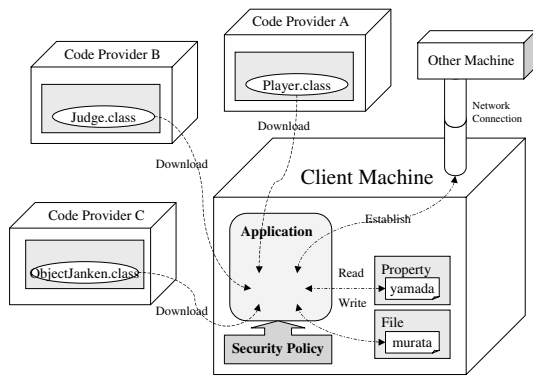 Code Provider A
Player.class
Download
Code Provider B
Judge.class
Download
Other Machine
Network
Connection
Client Machine
Establish
Application
Code Provider C
ObjectJanken.class
Download
Read
Write
Property
yamada
File
murata
Security Policy